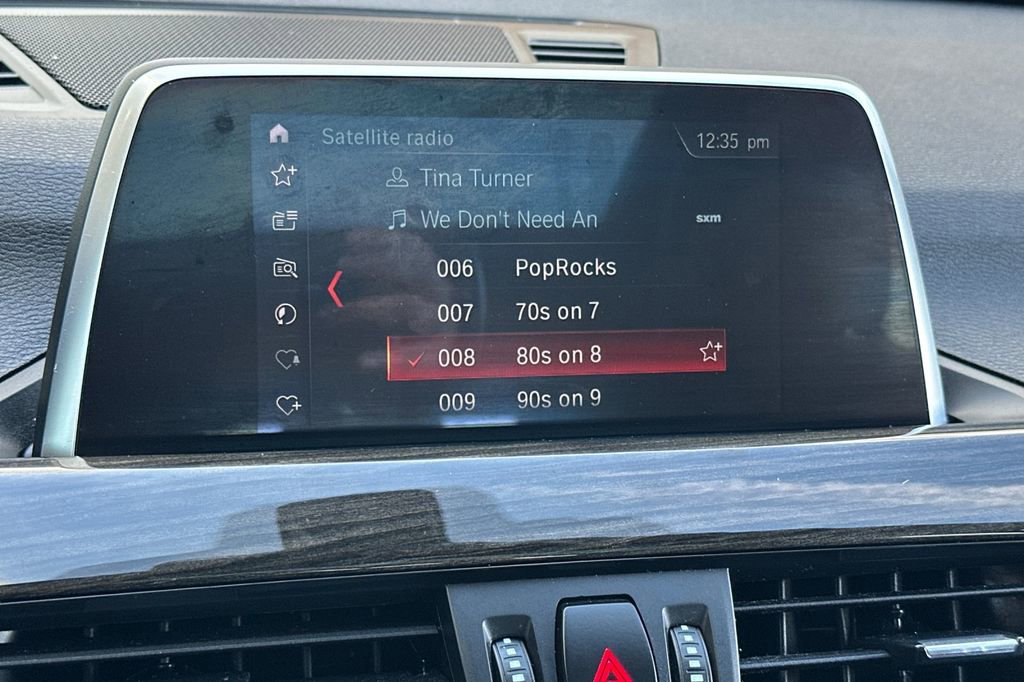 Satellite radio
12:35 pm
Tina Turner
We Don't Need An
sxm
006 PopRocks
007 70s on 7
008 80s on 8
009 90s on 9